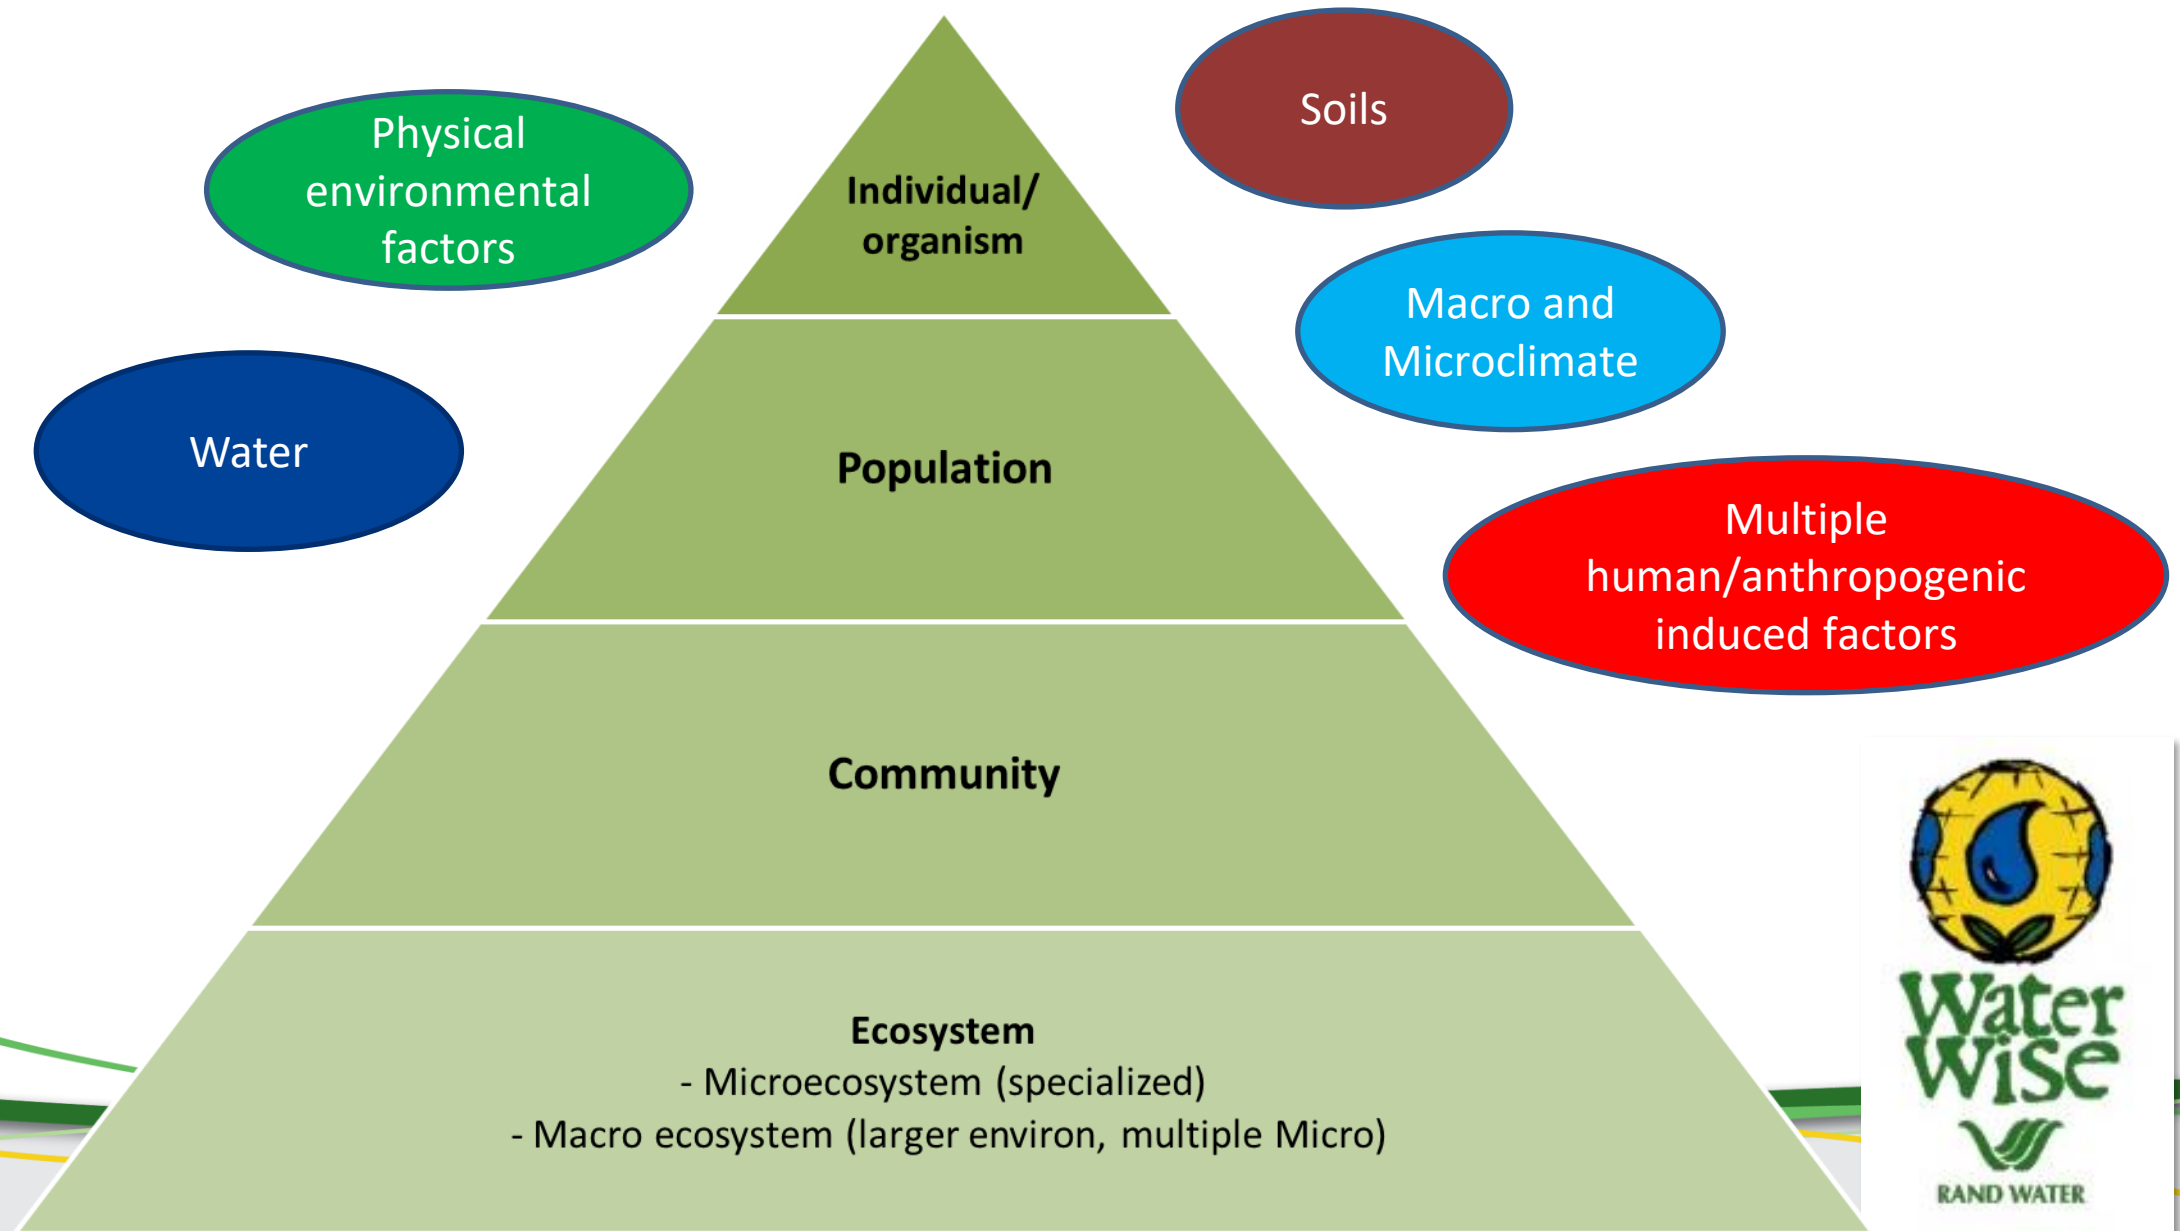 Physical
environmental
factors
Water
Individual/
organism
Population
Community
Ecosystem
- Microecosystem (specialized)
- Macro ecosystem (larger environ, multiple Micro)
Soils
Macro and
Microclimate
Multiple
human/anthropogenic
induced factors
Water
Wise
RAND WATER